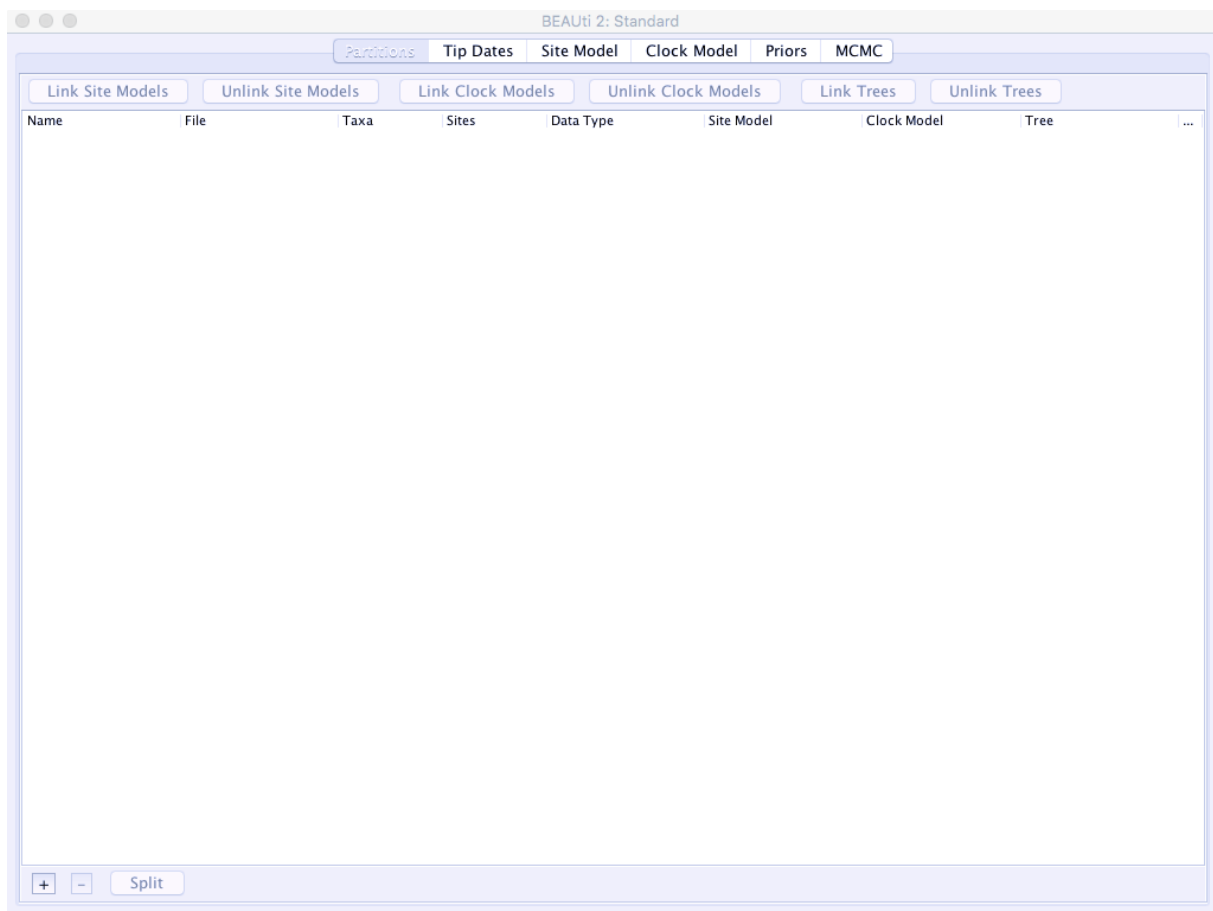 BEAUti 2: Standard
Partitions Tip Dates Site Model Clock Model Priors MCMC
Link Site Models Unlink Site Models Link Clock Models Unlink Clock Models Link Trees Unlink Trees
Name File Taxa Sites Data Type Site Model Clock Model Tree ...
+ - Split